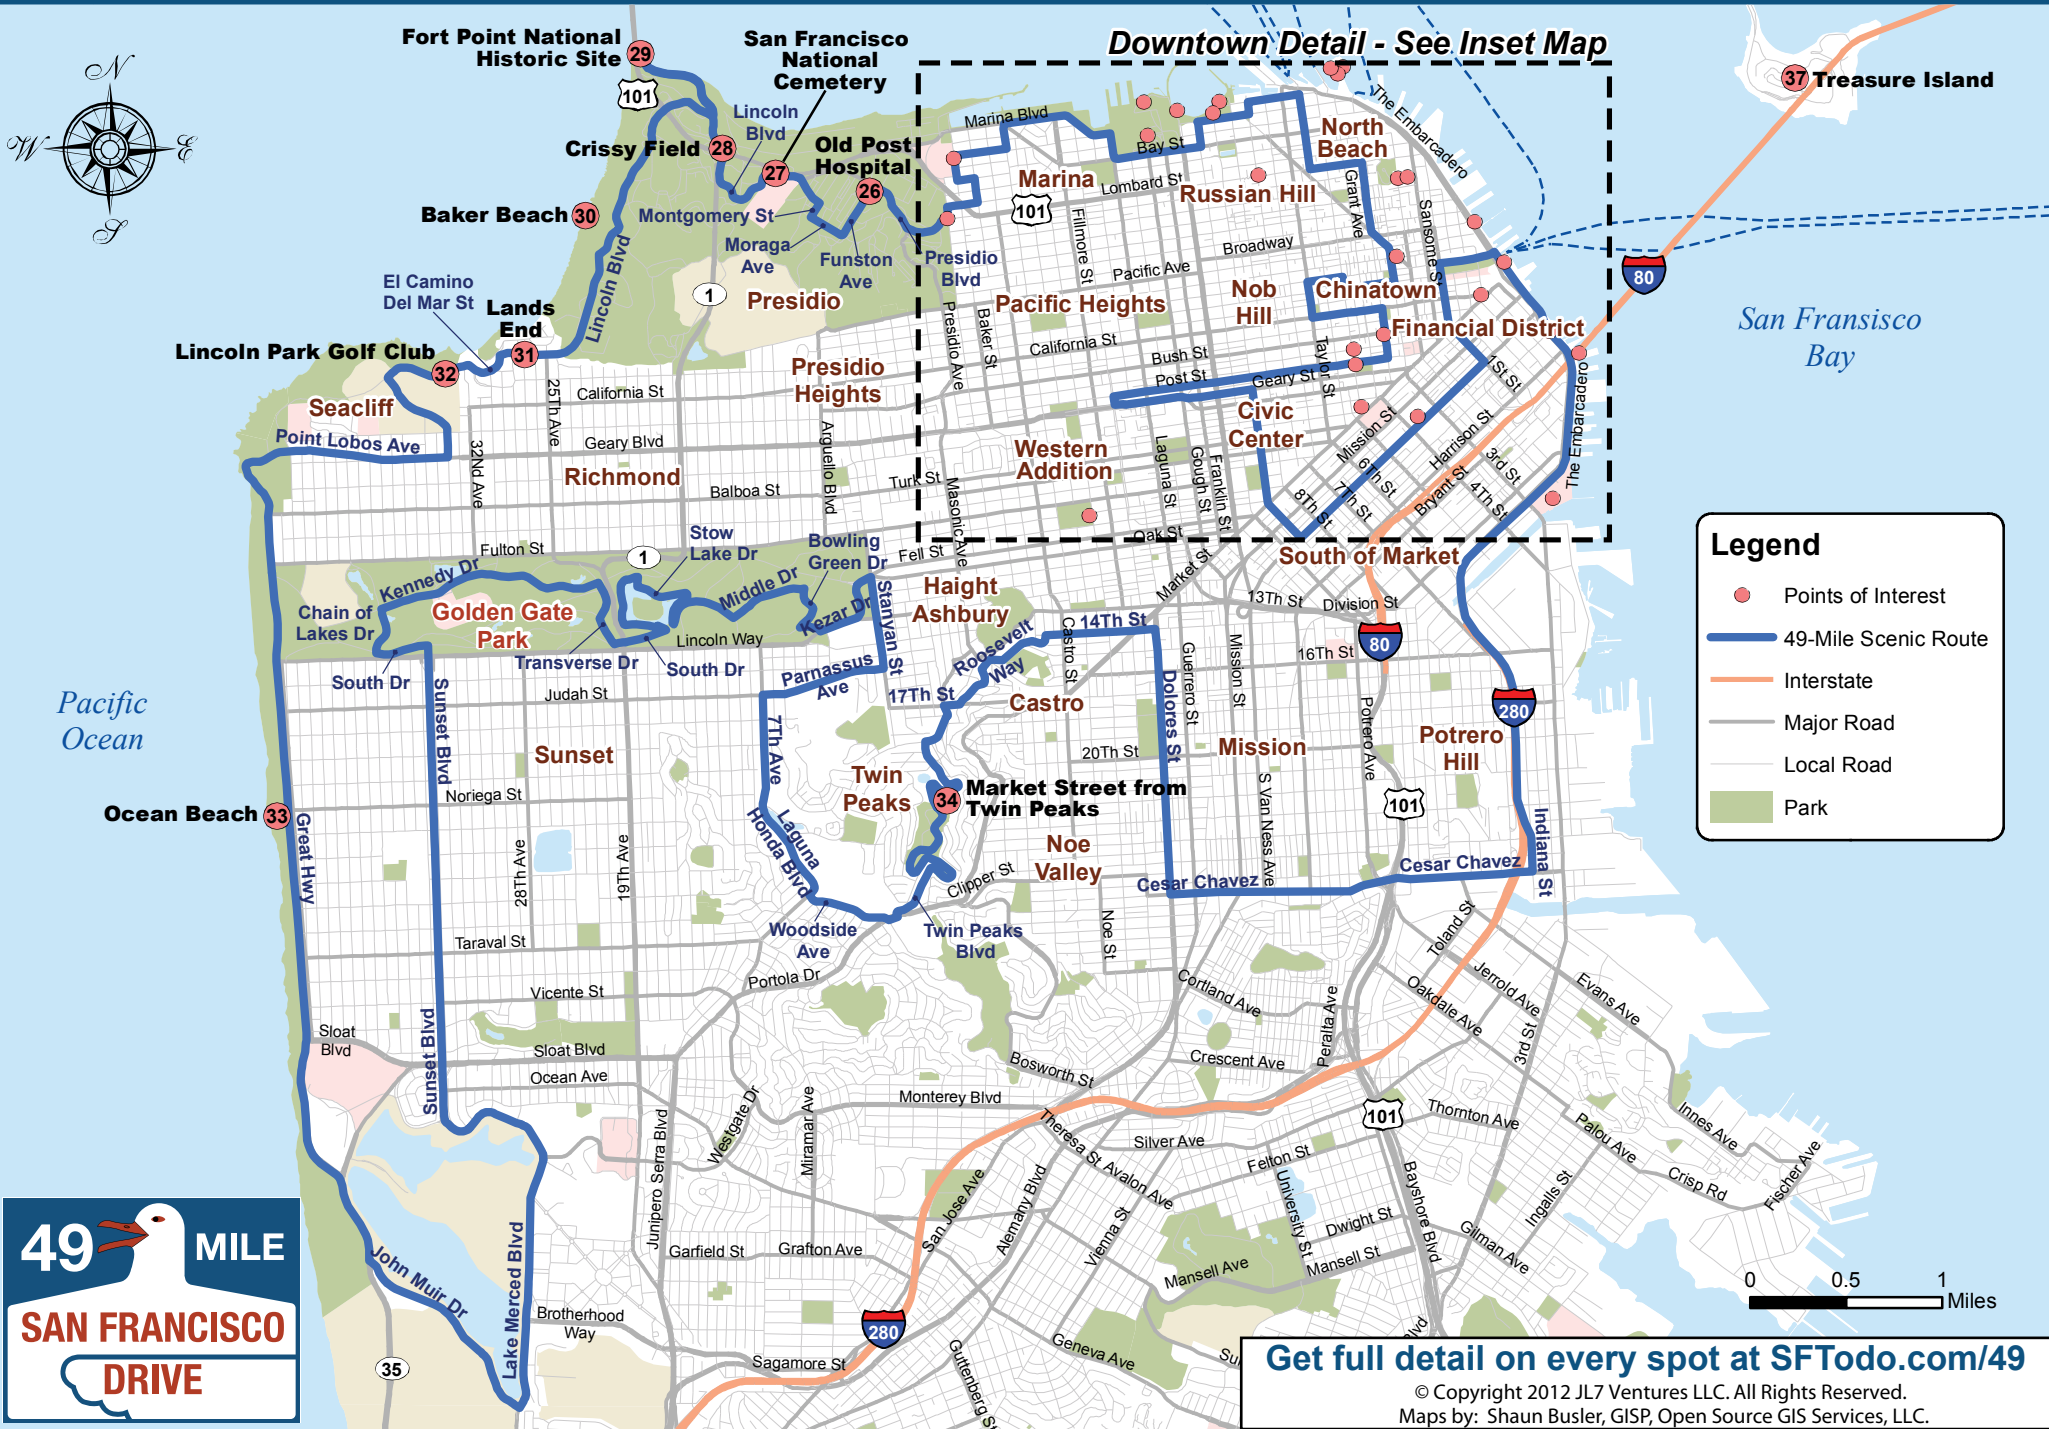 Downtown Detail - See Inset Map
Fort Point National
Historic Site
29
101
San Francisco
National
Cemetery
37
Treasure Island
N
W
E
S
Lincoln
Blvd
Crissy Field
28
27
Old Post
Hospital
26
Baker Beach
30
Montgomery St
Moraga
Ave
Funston
Ave
Presidio
Blvd
Marina Blvd
Bay St
North
Beach
The Embarcadero
Marina
Lombard St
Russian Hill
101
Fillmore St
Grant Ave
Sansome St
Broadway
Pacific Ave
80
El Camino
Del Mar St
Lincoln Blvd
1
Presidio
Pacific Heights
Nob
Hill
Chinatown
Financial District
San Fransisco
Bay
Lands
End
31
Lincoln Park Golf Club
32
Presidio Ave
Baker St
California St
Bush St
Post St
Geary St
Taylor St
1St St
The Embarcadero
Seacliff
25Th Ave
California St
Presidio
Heights
Civic
Center
Point Lobos Ave
32Nd Ave
Geary Blvd
Richmond
Balboa St
Arguello Blvd
Turk St
Masonic Ave
Western
Addition
Laguna St
Gough St
Franklin St
Mission St
6Th St
7Th St
8Th St
Harrison St
Bryant St
3rd St
4Th St
Fulton St
1
Stow
Lake Dr
Bowling
Green Dr
Fell St
Oak St
Market St
South of Market
Legend
Points of Interest
49-Mile Scenic Route
Interstate
Major Road
Local Road
Park
Kennedy Dr
Chain of
Lakes Dr
Golden Gate
Park
Middle Dr
Kezar Dr
Stanyan St
Haight
Ashbury
13Th St
Division St
80
Lincoln Way
Transverse Dr
South Dr
South Dr
Parnassus
Ave
17Th St
Roosevelt
Way
14Th St
Castro St
Castro
Guerrero St
Mission St
16Th St
Pacific
Ocean
Judah St
Sunset Blvd
Sunset
7Th Ave
Dolores St
20Th St
Mission
Potrero Ave
Potrero
Hill
280
Twin
Peaks
34
Market Street from
Twin Peaks
Noriega St
S Van Ness Ave
101
Indiana St
Ocean Beach
33
Great Hwy
28Th Ave
19Th Ave
Laguna
Honda Blvd
Noe
Valley
Clipper St
Cesar Chavez
Cesar Chavez
Woodside
Ave
Twin Peaks
Blvd
Noe St
Taraval St
Portola Dr
Toland St
Vicente St
Cortland Ave
Peralta Ave
Oakdale Ave
Jerrold Ave
Evans Ave
Sloat
Blvd
Sunset Blvd
Sloat Blvd
Ocean Ave
Bosworth St
Crescent Ave
3rd St
Monterey Blvd
Junipero Serra Blvd
Westgate Dr
Miramar Ave
Theresa St
Avalon Ave
Silver Ave
101
Thornton Ave
Palou Ave
Innes Ave
Crisp Rd
Fischer Ave
Felton St
University St
Bayshore Blvd
Ingalls St
Dwight St
Mansell St
Gilman Ave
San Jose Ave
Alemany Blvd
Vienna St
Mansell Ave
Garfield St
Grafton Ave
John Muir Dr
Lake Merced Blvd
Brotherhood
Way
280
Sagamore St
35
Guttenberg St
Geneva Ave
Blvd
0 0.5 1
Miles
49 MILE
SAN FRANCISCO
DRIVE
Get full detail on every spot at SFTodo.com/49
© Copyright 2012 JL7 Ventures LLC. All Rights Reserved.
Maps by: Shaun Busler, GISP, Open Source GIS Services, LLC.